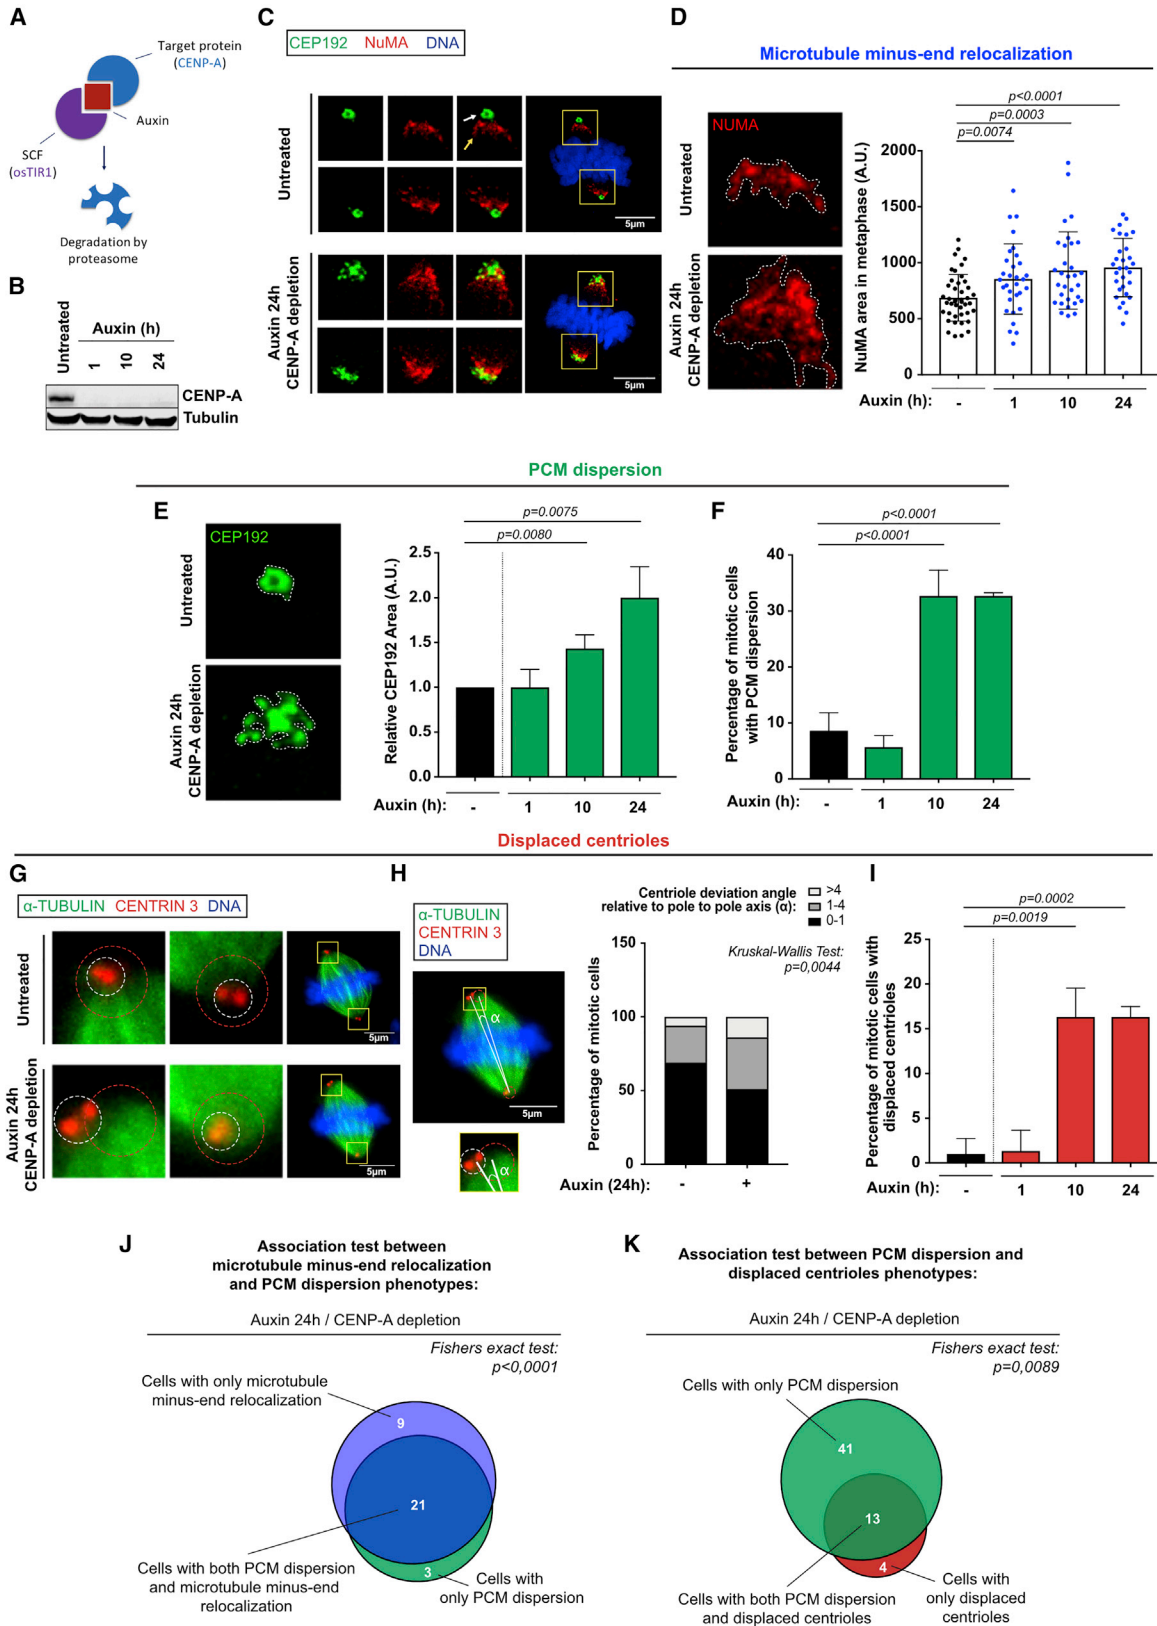 A
Target protein
(CENP-A)
Auxin
SCF
(osTIR1)
Degradation by
proteasome
B
Untreated
Auxin (h)
1 10 24
CENP-A
Tubulin
C
CEP192 NuMA DNA
Untreated
5µm
Auxin 24h
CENP-A depletion
5µm
D
Microtubule minus-end relocalization
NUMA
Untreated
Auxin 24h
CENP-A depletion
p<0.0001
p=0.0003
p=0.0074
NuMA area in metaphase (A.U.)
2000
1500
1000
500
0
Auxin (h): - 1 10 24
PCM dispersion
E
CEP192
Untreated
Auxin 24h
CENP-A depletion
p=0.0075
p=0.0080
Relative CEP192 Area (A.U.)
2.5
2.0
1.5
1.0
0.5
0.0
Auxin (h): - 1 10 24
F
p<0.0001
p<0.0001
Percentage of mitotic cells
with PCM dispersion
40
30
20
10
0
Auxin (h): - 1 10 24
Displaced centrioles
G
α-TUBULIN CENTRIN 3 DNA
Untreated
5µm
Auxin 24h
CENP-A depletion
5µm
H
α-TUBULIN
CENTRIN 3
DNA
α
5µm
α
Centriole deviation angle
relative to pole to pole axis (α):
>4
1-4
0-1
Kruskal-Wallis Test:
p=0,0044
Percentage of mitotic cells
150
100
50
0
Auxin (24h): - +
I
p=0.0002
p=0.0019
Percentage of mitotic cells with
displaced centrioles
25
20
15
10
5
0
Auxin (h): - 1 10 24
J
Association test between
microtubule minus-end relocalization
and PCM dispersion phenotypes:
Auxin 24h / CENP-A depletion
Fishers exact test:
p<0,0001
Cells with only microtubule
minus-end relocalization
9
21
3
Cells with both PCM dispersion
and microtubule minus-end
relocalization
Cells with
only PCM dispersion
K
Association test between PCM dispersion and
displaced centrioles phenotypes:
Auxin 24h / CENP-A depletion
Fishers exact test:
p=0,0089
Cells with only PCM dispersion
41
13
4
Cells with both PCM dispersion
and displaced centrioles
Cells with
only displaced
centrioles